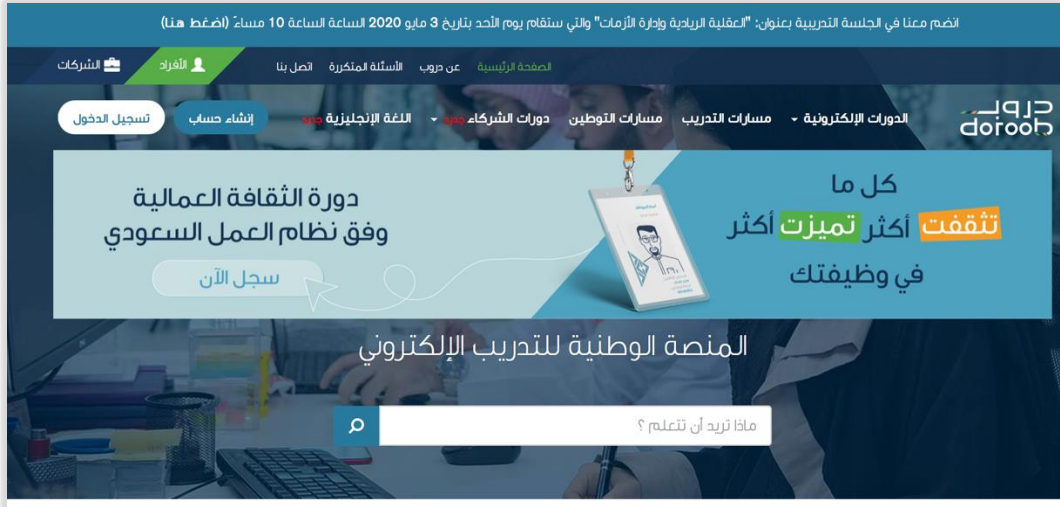 انضم معنا في الجلسة التدريبية بعنوان: "العقلية الريادية وإدارة الأزمات" والتي ستقام يوم الأحد بتاريخ 3 مايو 2020 الساعة الساعة 10 مساءً (اضغط هنا)
الصفحة الرئيسية عن دروب الأسئلة المتكررة اتصل بنا الأفراد الشركات
دروب
doroob
الدورات الإلكترونية مسارات التدريب مسارات التوطين دورات الشركاء جديد اللغة الإنجليزية جديد إنشاء حساب تسجيل الدخول
كل ما
تثقفت أكثر تميزت أكثر
في وظيفتك
دورة الثقافة العمالية
وفق نظام العمل السعودي
سجل الآن
المنصة الوطنية للتدريب الإلكتروني
ماذا تريد أن تتعلم ؟